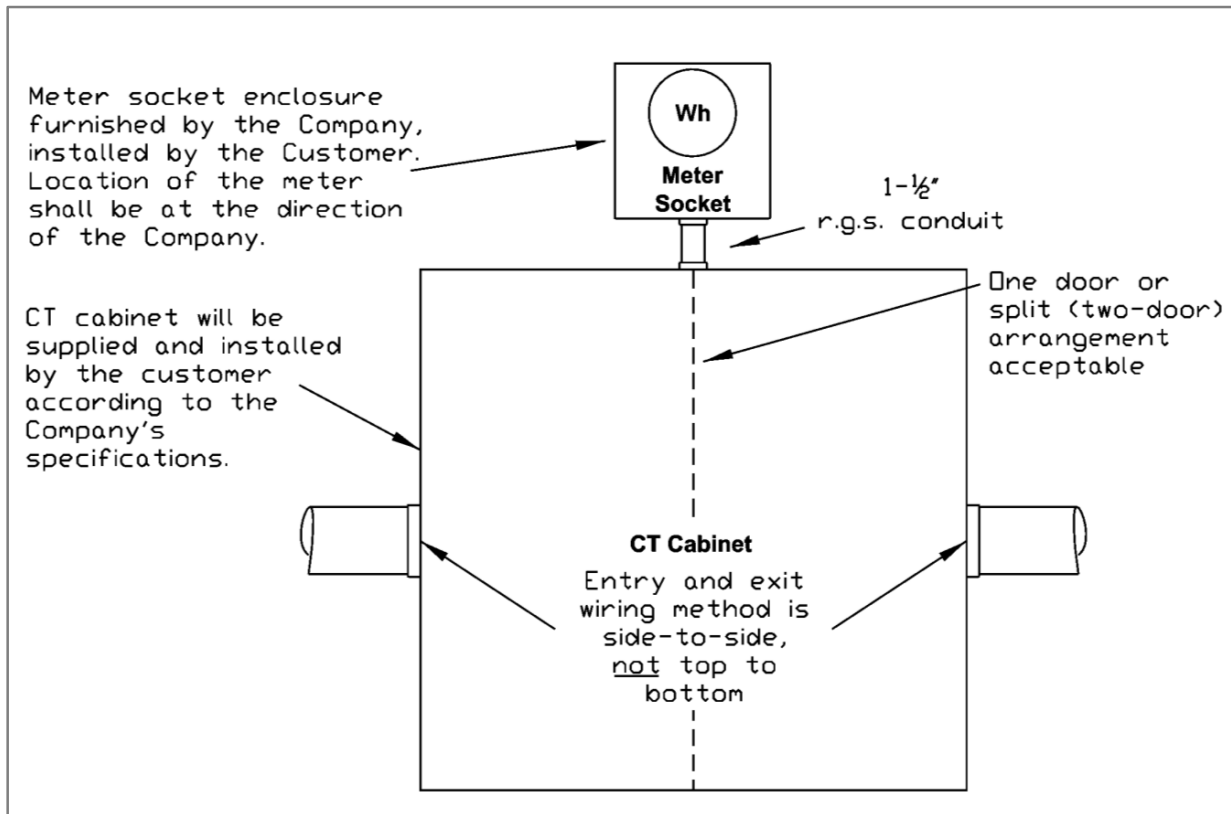 Meter socket enclosure
furnished by the Company,
installed by the Customer.
Location of the meter
shall be at the direction
of the Company.
Wh
Meter
Socket
1-½"
r.g.s. conduit
One door or
split (two-door)
arrangement
acceptable
CT cabinet will be
supplied and installed
by the customer
according to the
Company's
specifications.
CT Cabinet
Entry and exit
wiring method is
side-to-side,
not top to
bottom